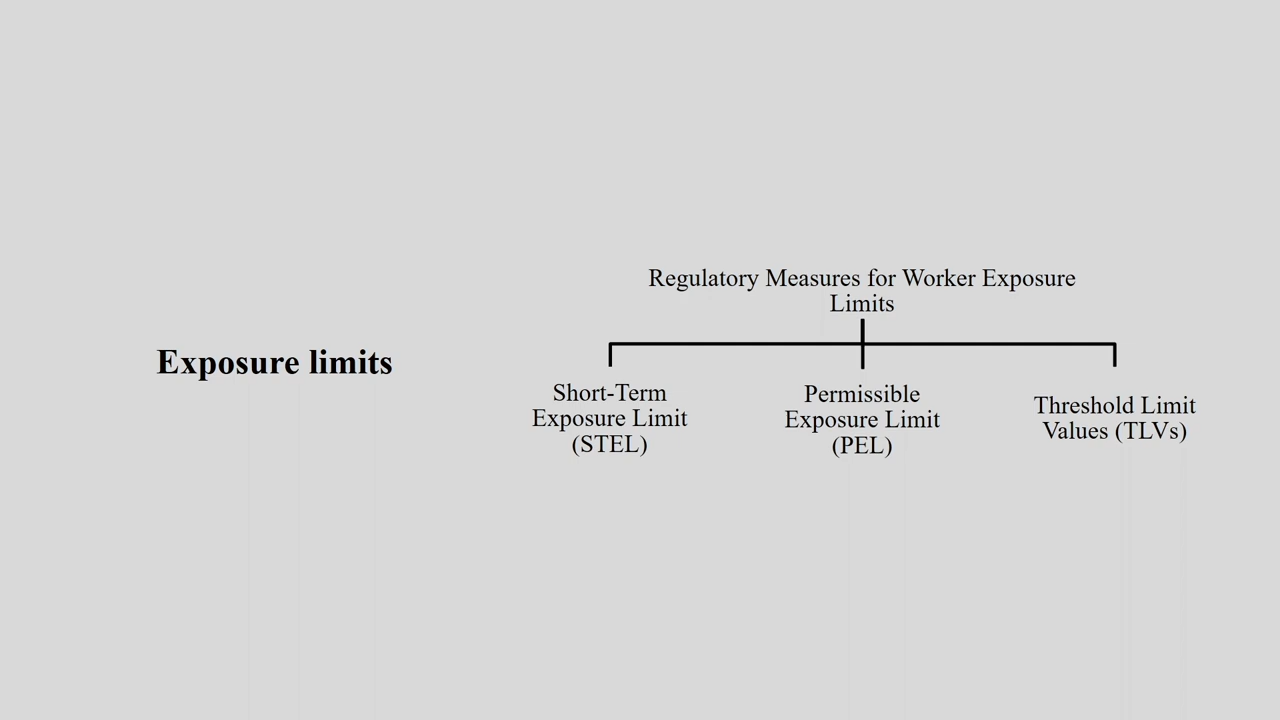 Exposure limits
Regulatory Measures for Worker Exposure
Limits
Short-Term
Exposure Limit
(STEL)
Permissible
Exposure Limit
(PEL)
Threshold Limit
Values (TLVs)